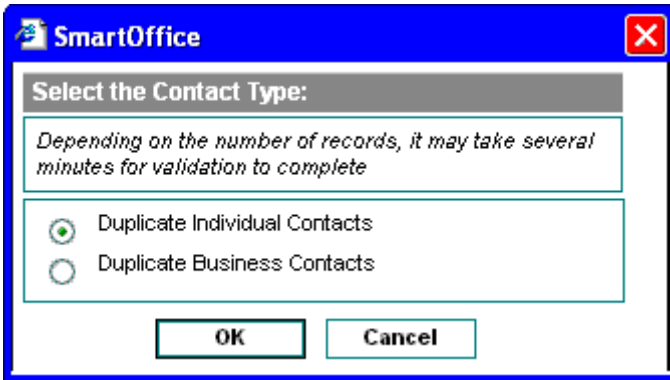 SmartOffice
Select the Contact Type:
Depending on the number of records, it may take several
minutes for validation to complete
Duplicate Individual Contacts
Duplicate Business Contacts
OK
Cancel